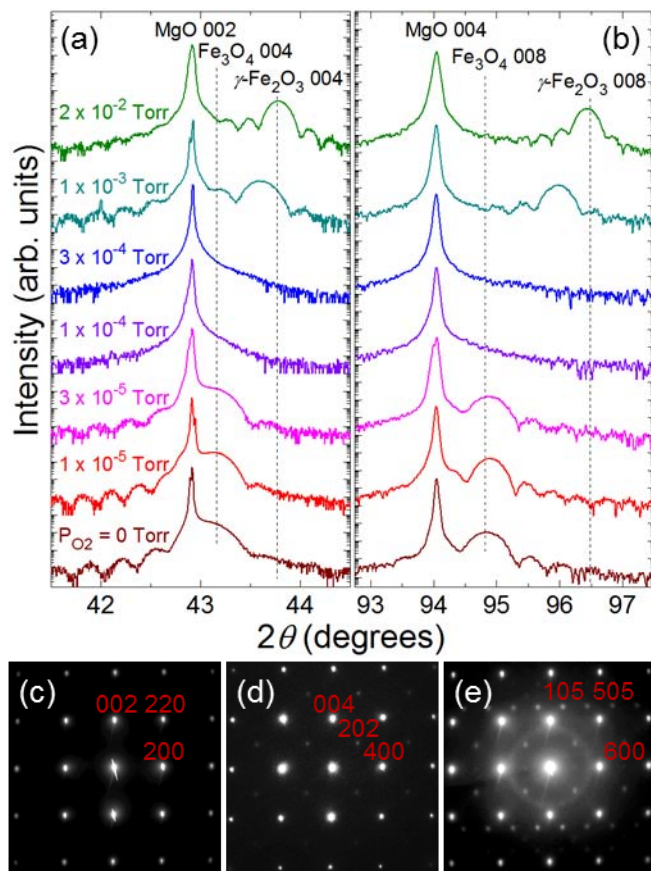 (a)
MgO 002
Fe₃O₄ 004
γ-Fe₂O₃ 004
(b)
MgO 004
Fe₃O₄ 008
γ-Fe₂O₃ 008
2 x 10⁻² Torr
1 x 10⁻³ Torr
3 x 10⁻⁴ Torr
1 x 10⁻⁴ Torr
3 x 10⁻⁵ Torr
1 x 10⁻⁵ Torr
P_O2 = 0 Torr
Intensity (arb. units)
42 43 44 93 94 95 96 97
2θ (degrees)
(c)
002 220
200
(d)
004
202
400
(e)
105 505
600